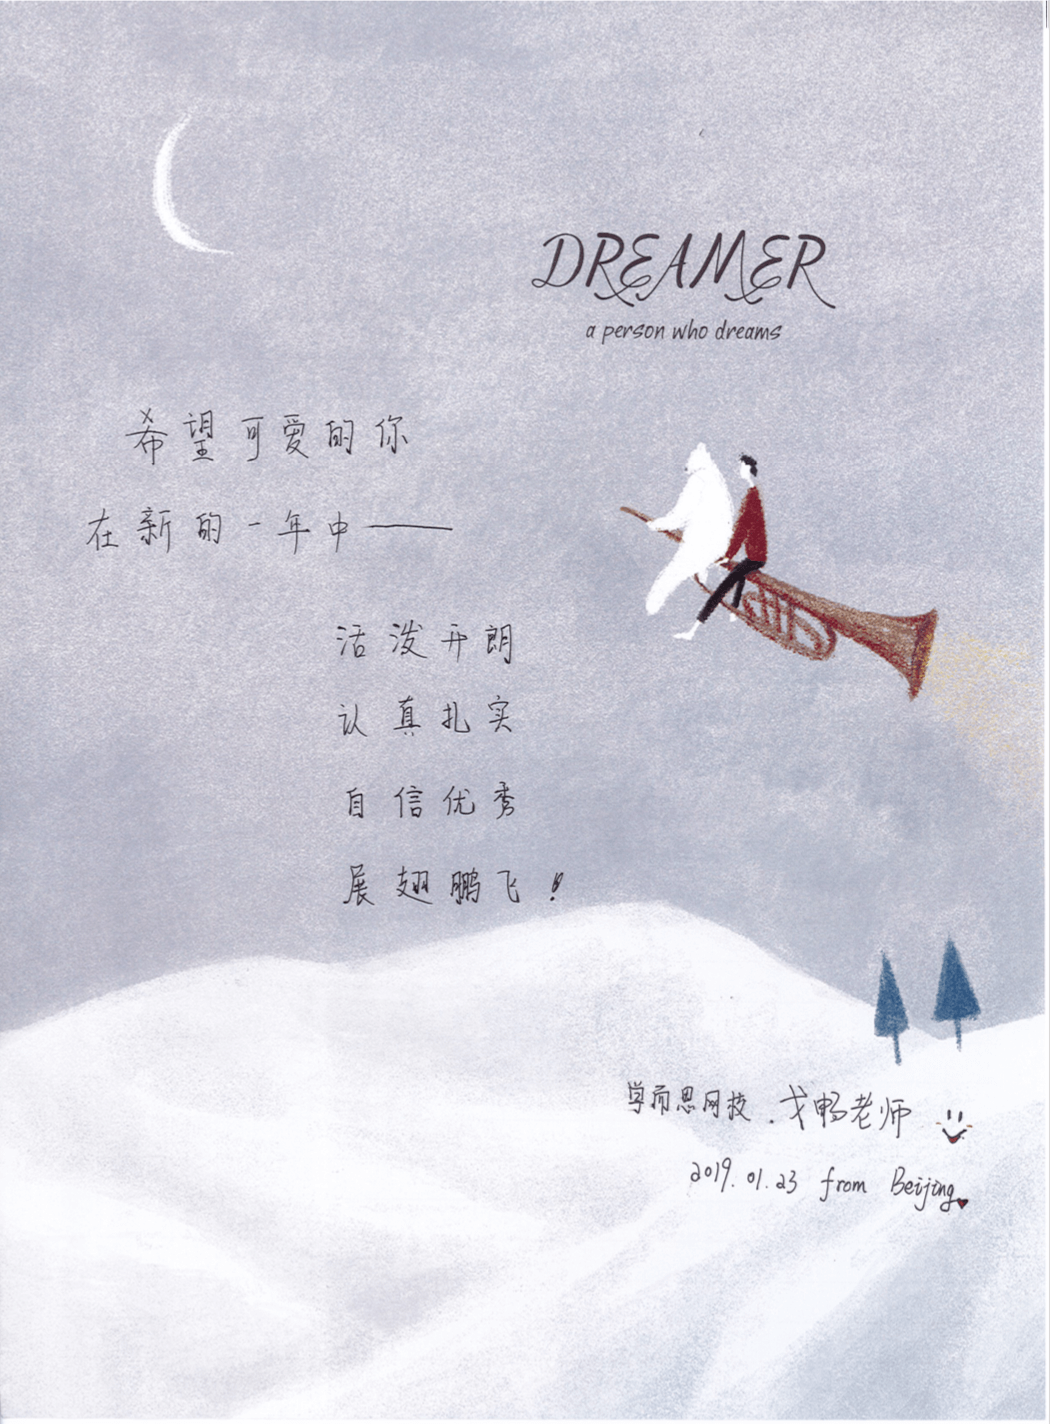 DREAMER
a person who dreams
希望可爱的你
在新的一年中——
活泼开朗
认真扎实
自信优秀
展翅鹏飞！
学而思网技.戈畅老师
2019.01.23 from Beijing